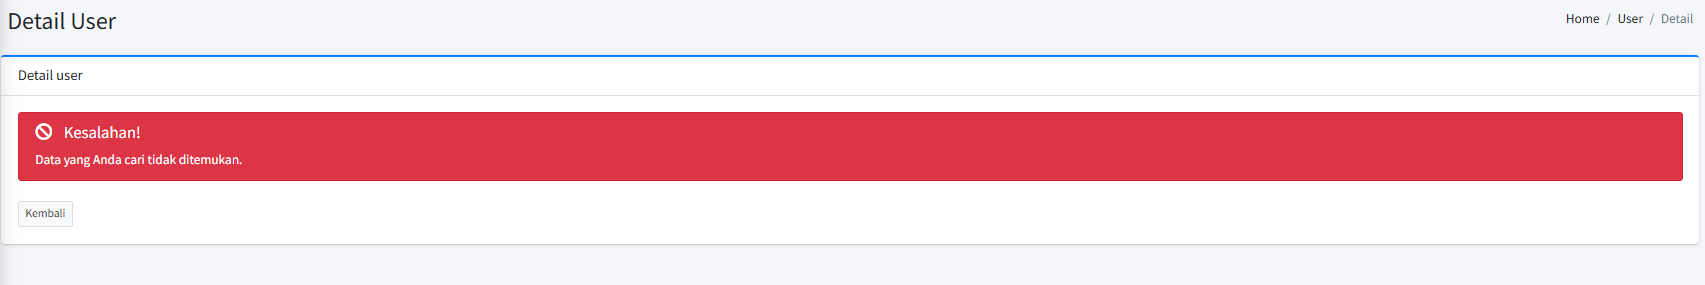 Detail User
Home / User / Detail
Detail user
Kesalahan!
Data yang Anda cari tidak ditemukan.
Kembali